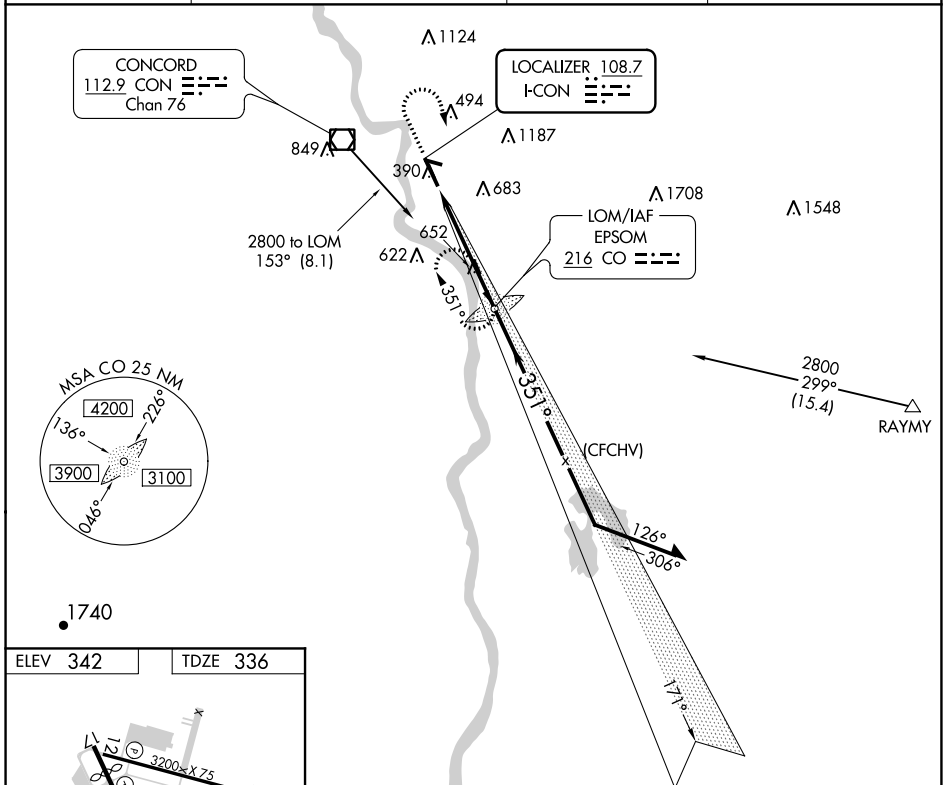 1124
CONCORD
112.9 CON
Chan 76
LOCALIZER 108.7
I-CON
494
849
1187
390
683
1708
1548
LOM/IAF
EPSOM
216 CO
2800 to LOM
153° (8.1)
652
622
351°
351°
2800
299°
(15.4)
RAYMY
MSA CO 25 NM
4200
226°
136°
3900
3100
046°
(CFCHV)
126°
306°
171°
1740
ELEV 342
TDZE 336
17
12
P
3200 X 75